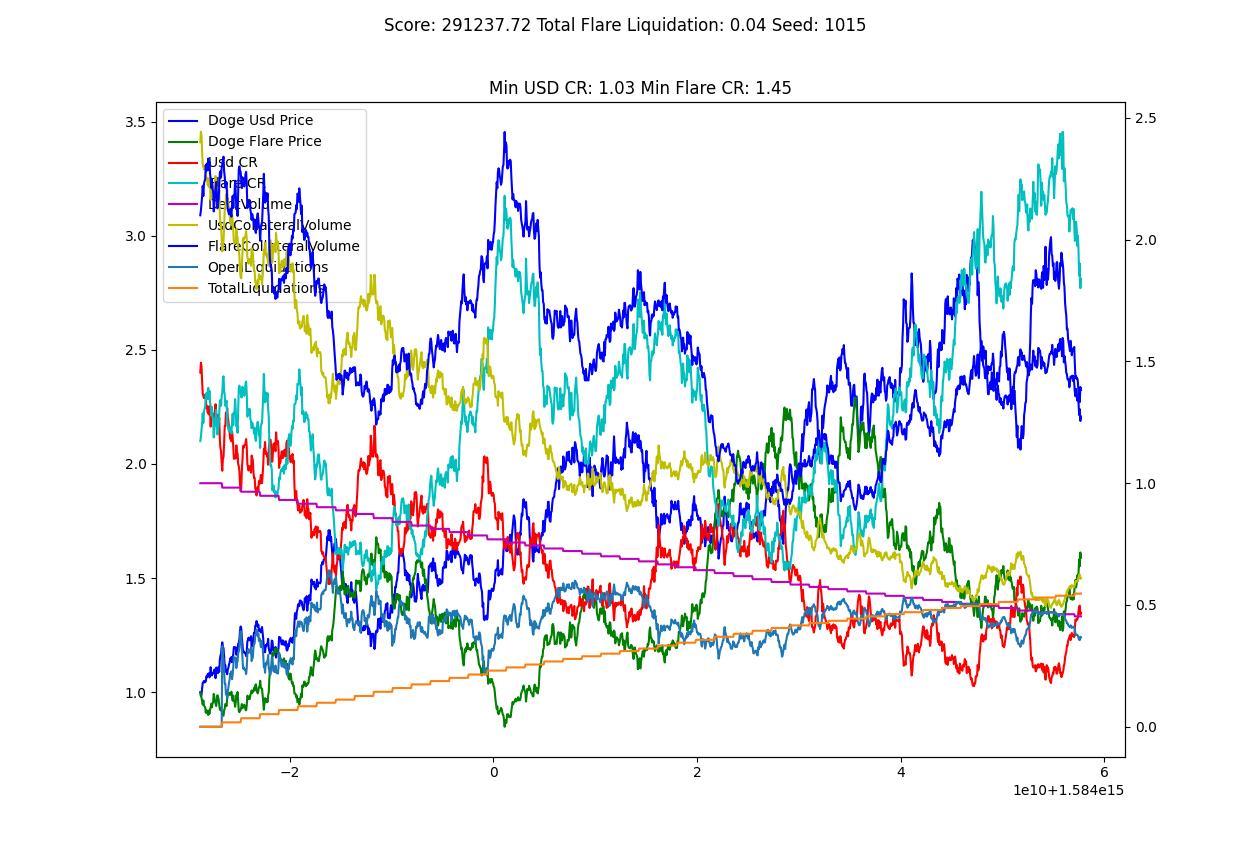 Score: 291237.72 Total Flare Liquidation: 0.04 Seed: 1015
Min USD CR: 1.03 Min Flare CR: 1.45
Doge Usd Price
Doge Flare Price
Usd CR
Flare CR
DebtVolume
UsdCollateralVolume
FlareCollateralVolume
OpenLiquidations
TotalLiquidations
3.5
3.0
2.5
2.0
1.5
1.0
2.5
2.0
1.5
1.0
0.5
0.0
−2
0
2
4
6
1e10+1.584e15